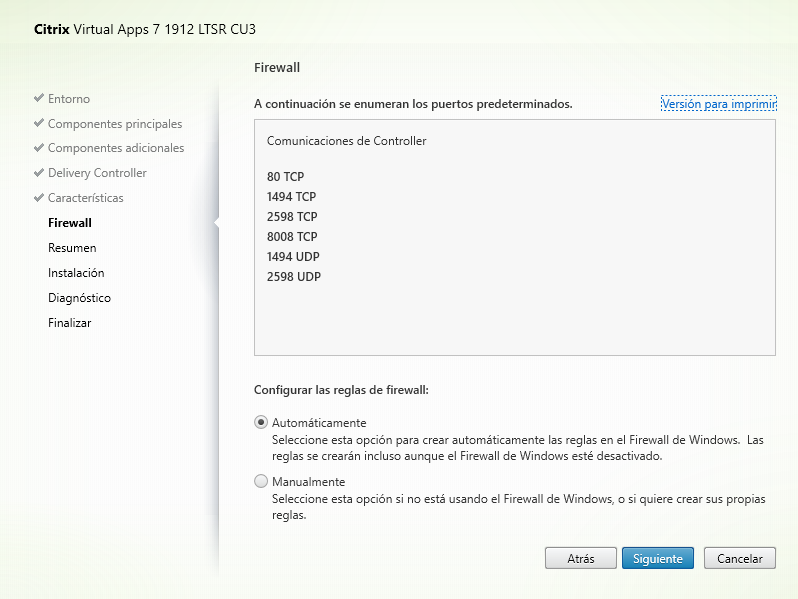 Citrix Virtual Apps 7 1912 LTSR CU3
Entorno
Componentes principales
Componentes adicionales
Delivery Controller
Características
Firewall
Resumen
Instalación
Diagnóstico
Finalizar
Firewall
A continuación se enumeran los puertos predeterminados.
Versión para imprimir
Comunicaciones de Controller
80 TCP
1494 TCP
2598 TCP
8008 TCP
1494 UDP
2598 UDP
Configurar las reglas de firewall:
Automáticamente
Seleccione esta opción para crear automáticamente las reglas en el Firewall de Windows. Las
reglas se crearán incluso aunque el Firewall de Windows esté desactivado.
Manualmente
Seleccione esta opción si no está usando el Firewall de Windows, o si quiere crear sus propias
reglas.
Atrás
Siguiente
Cancelar